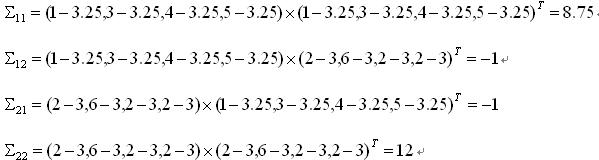 Σ₁₁ = (1−3.25,3−3.25,4−3.25,5−3.25)×(1−3.25,3−3.25,4−3.25,5−3.25)ᵀ = 8.75↵
Σ₁₂ = (1−3.25,3−3.25,4−3.25,5−3.25)×(2−3,6−3,2−3,2−3)ᵀ = −1↵
Σ₂₁ = (2−3,6−3,2−3,2−3)×(1−3.25,3−3.25,4−3.25,5−3.25)ᵀ = −1
Σ₂₂ = (2−3,6−3,2−3,2−3)×(2−3,6−3,2−3,2−3)ᵀ = 12↵